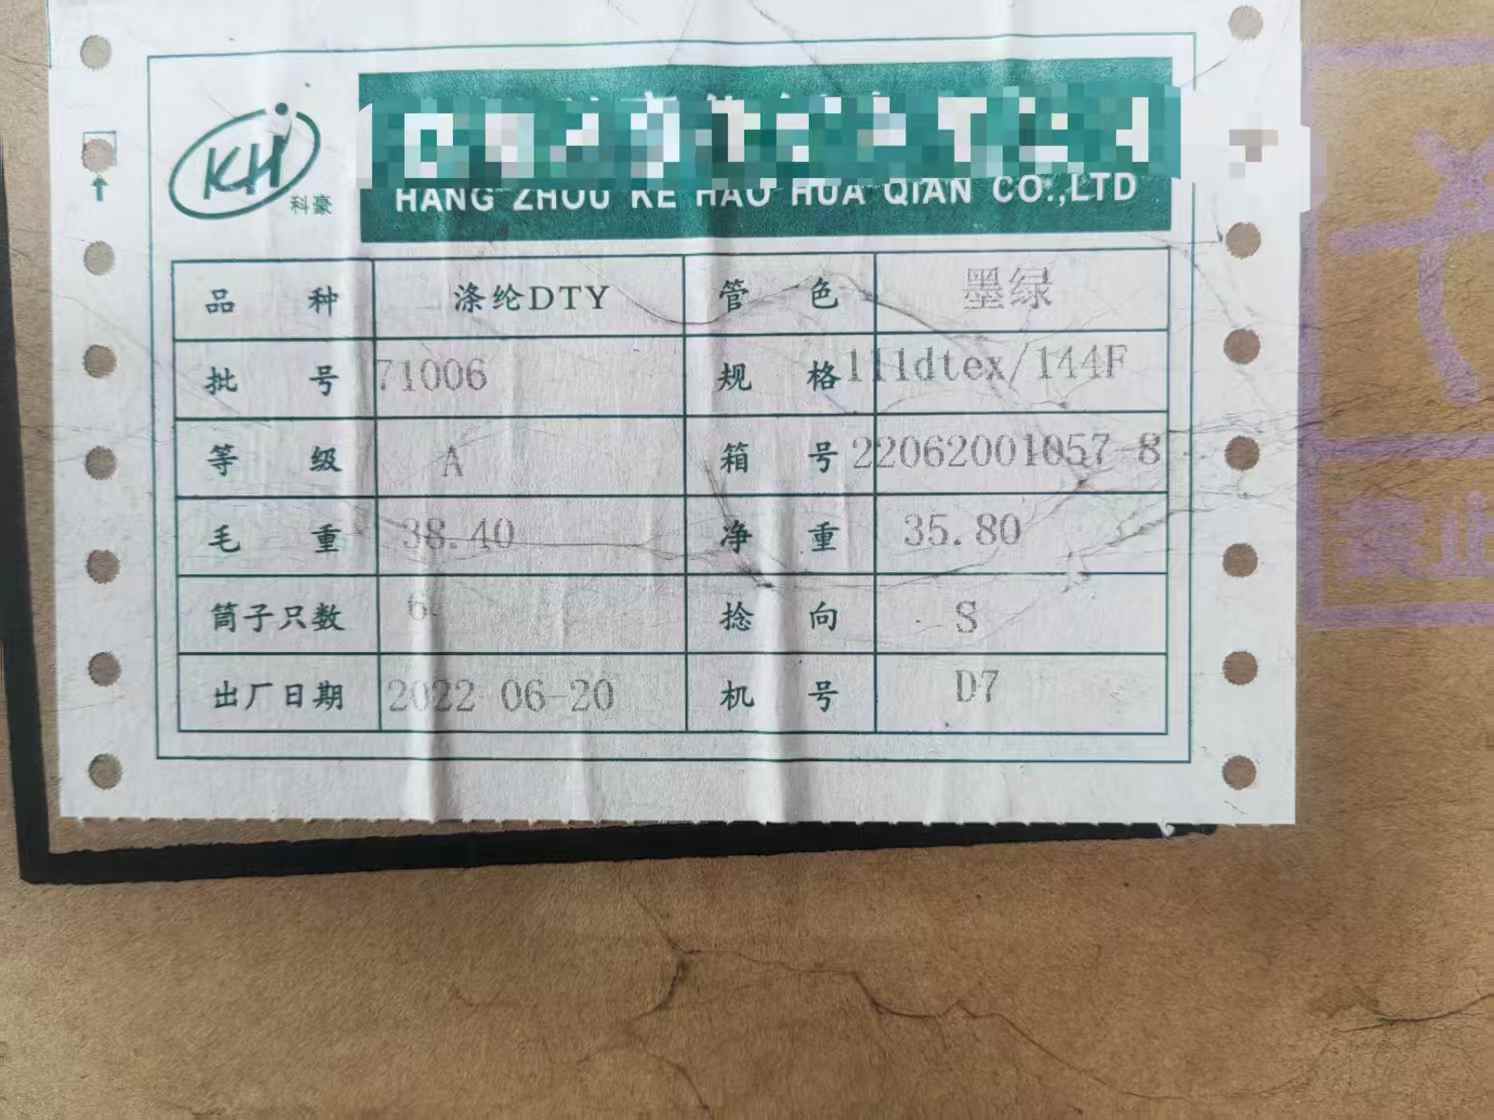 KH
科豪
HANG ZHOU KE HAO HUA QIAN CO.,LTD
品种 涤纶DTY 管色 墨绿
批号 71006 规格 111dtex/144F
等级 A 箱号 22062001057-8
毛重 38.40 净重 35.80
筒子只数 6 捻向 S
出厂日期 2022-06-20 机号 D7